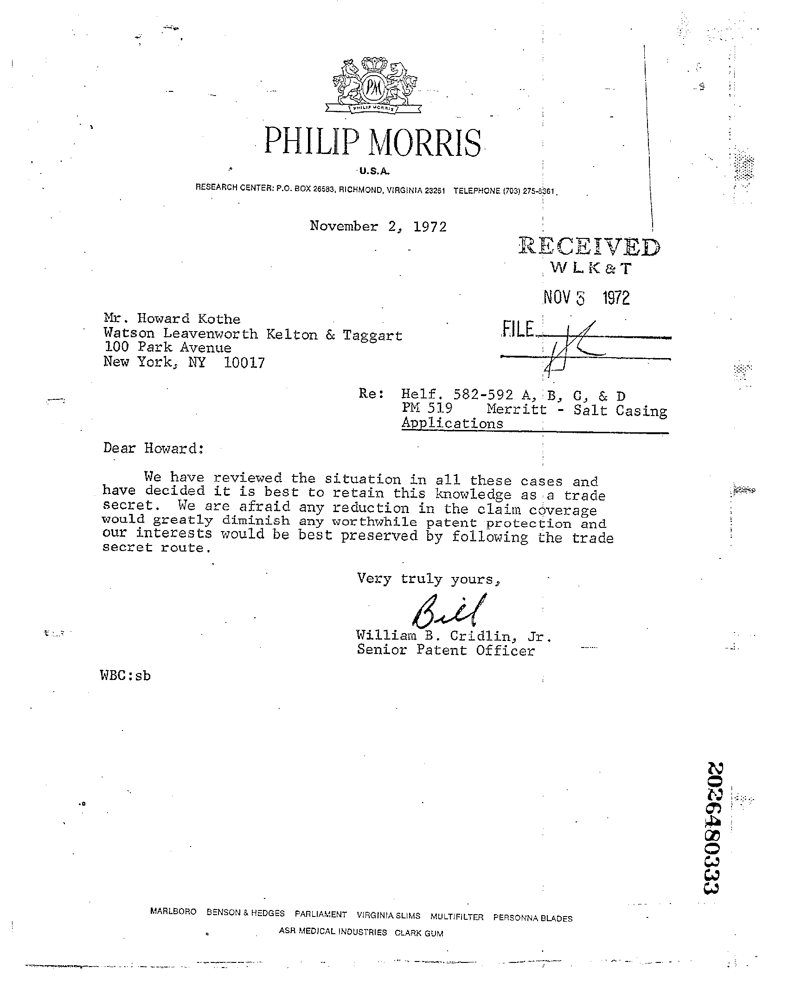 PM
PHILIP MORRIS
PHILIP MORRIS
U.S.A.
RESEARCH CENTER: P.O. BOX 26583, RICHMOND, VIRGINIA 23261 TELEPHONE (703) 275-8361
November 2, 1972
RECEIVED
W L K & T
NOV 3 1972
FILE
Mr. Howard Kothe
Watson Leavenworth Kelton & Taggart
100 Park Avenue
New York, NY 10017
Re: Helf. 582-592 A, B, C, & D
PM 519 Merritt - Salt Casing
Applications
Dear Howard:
We have reviewed the situation in all these cases and
have decided it is best to retain this knowledge as a trade
secret. We are afraid any reduction in the claim coverage
would greatly diminish any worthwhile patent protection and
our interests would be best preserved by following the trade
secret route.
Very truly yours,
Bill
William B. Cridlin, Jr.
Senior Patent Officer
WBC:sb
2026480333
MARLBORO BENSON & HEDGES PARLIAMENT VIRGINIA SLIMS MULTIFILTER PERSONNA BLADES
ASR MEDICAL INDUSTRIES CLARK GUM